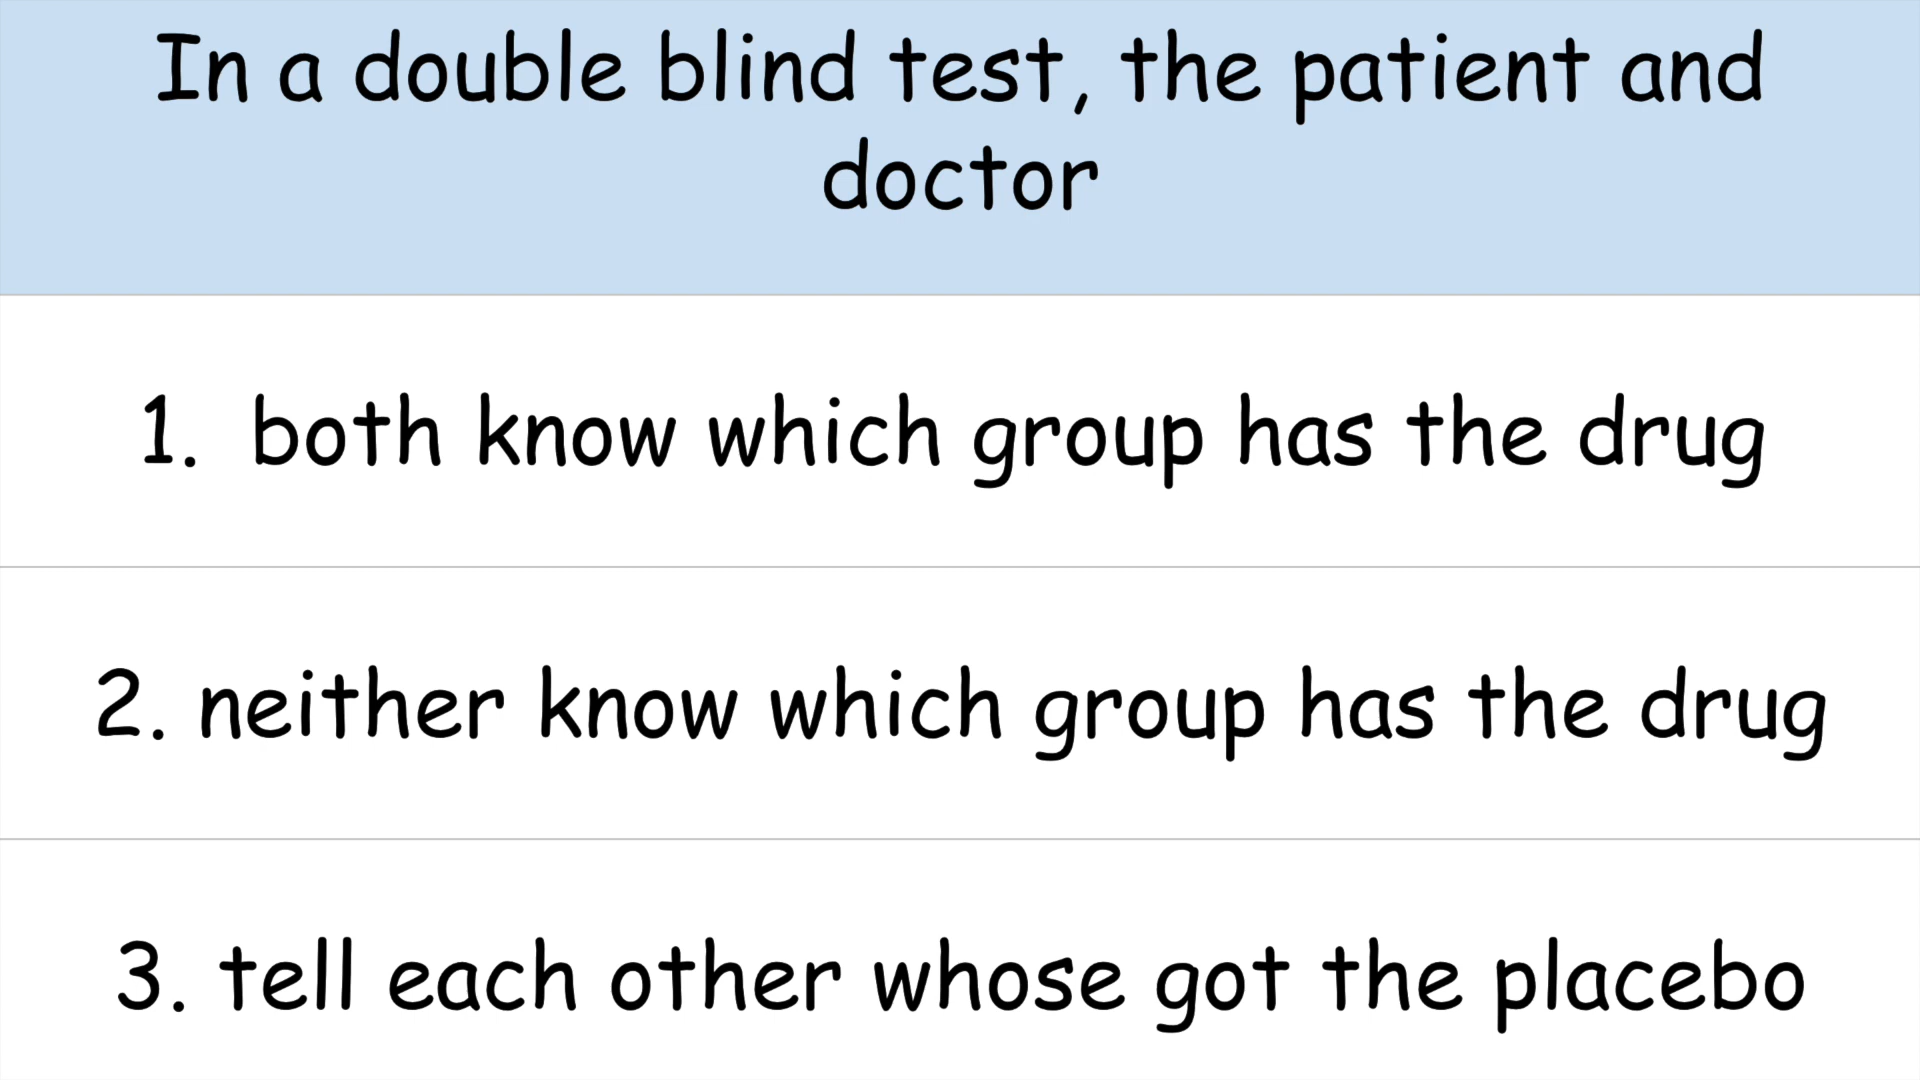 In a double blind test, the patient and
doctor
1. both know which group has the drug
2. neither know which group has the drug
3. tell each other whose got the placebo